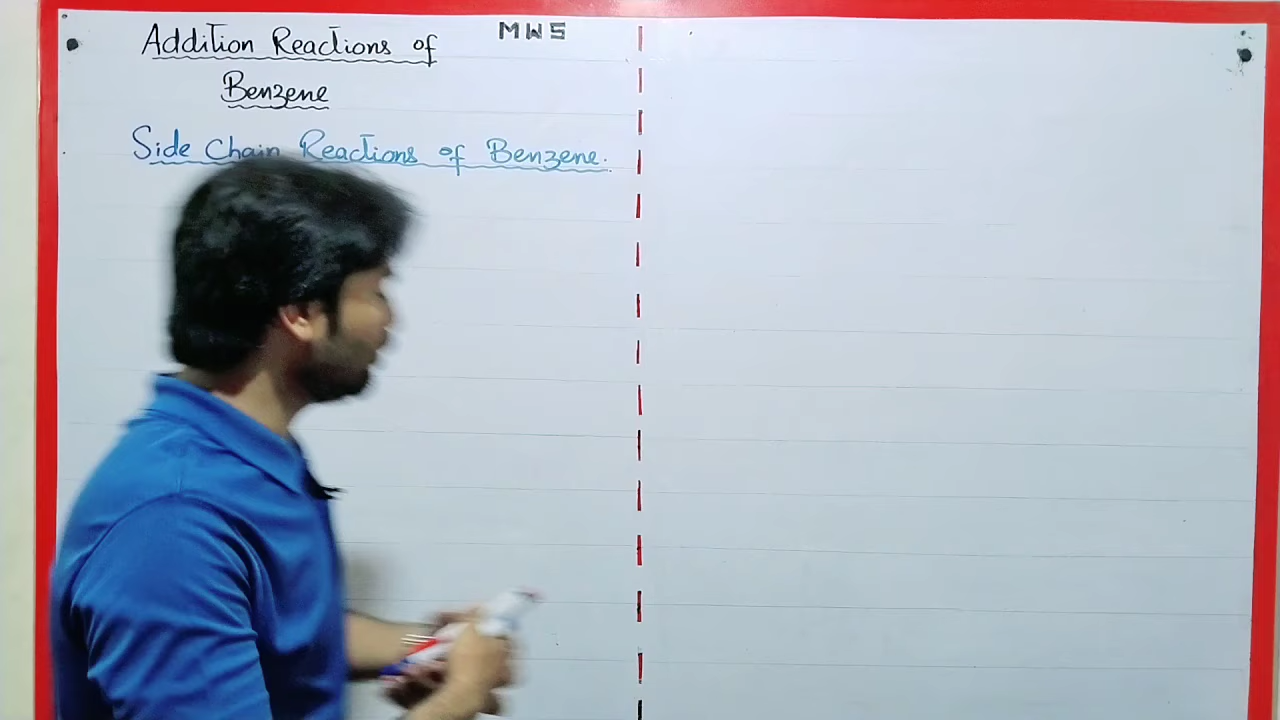 Addition Reactions of
Benzene
MWS
Side Chain Reactions of Benzene.